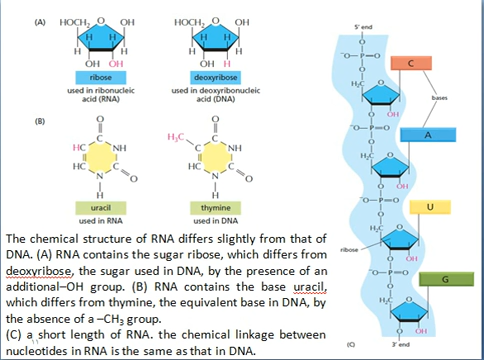 (A)
HOCH2 O OH
H H
H H
OH OH
ribose
used in ribonucleic
acid (RNA)
HOCH2 O OH
H H
H H
OH H
deoxyribose
used in deoxyribonucleic
acid (DNA)
(B)
O
C
HC NH
HC C
N O
H
uracil
used in RNA
O
H3C C
C NH
HC C
N O
H
thymine
used in DNA
The chemical structure of RNA differs slightly from that of
DNA. (A) RNA contains the sugar ribose, which differs from
deoxyribose, the sugar used in DNA, by the presence of an
additional–OH group. (B) RNA contains the base uracil,
which differs from thymine, the equivalent base in DNA, by
the absence of a –CH3 group.
(C) a short length of RNA. the chemical linkage between
nucleotides in RNA is the same as that in DNA.
5' end
O
-O–P=O
O
H2C O
C
bases
OH
O
-O–P=O
O
H2C O
A
OH
O
-O–P=O
O
H2C O
U
ribose
OH
O
-O–P=O
O
H2C O
G
O OH
(C) 3' end